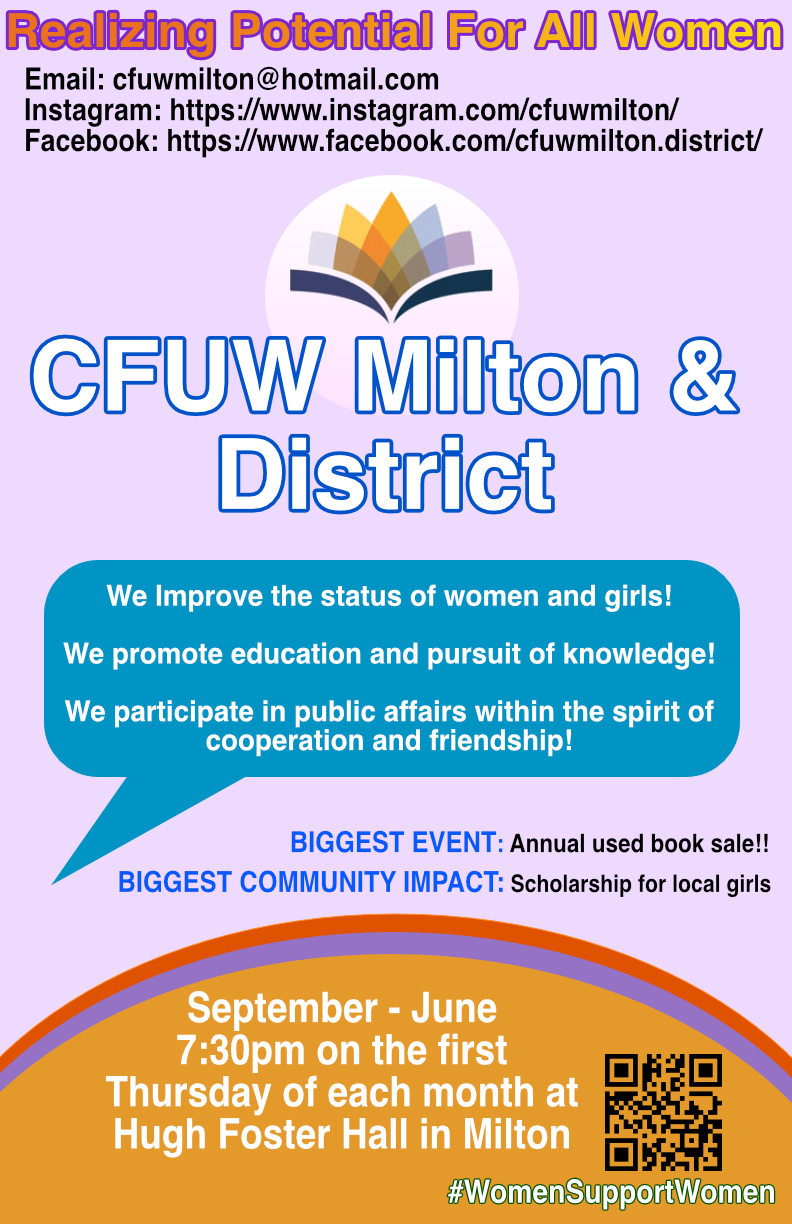 Realizing Potential For All Women
Email: cfuwmilton@hotmail.com
Instagram: https://www.instagram.com/cfuwmilton/
Facebook: https://www.facebook.com/cfuwmilton.district/
CFUW Milton &
District
We Improve the status of women and girls!
We promote education and pursuit of knowledge!
We participate in public affairs within the spirit of
cooperation and friendship!
BIGGEST EVENT: Annual used book sale!!
BIGGEST COMMUNITY IMPACT: Scholarship for local girls
September - June
7:30pm on the first
Thursday of each month at
Hugh Foster Hall in Milton
#WomenSupportWomen